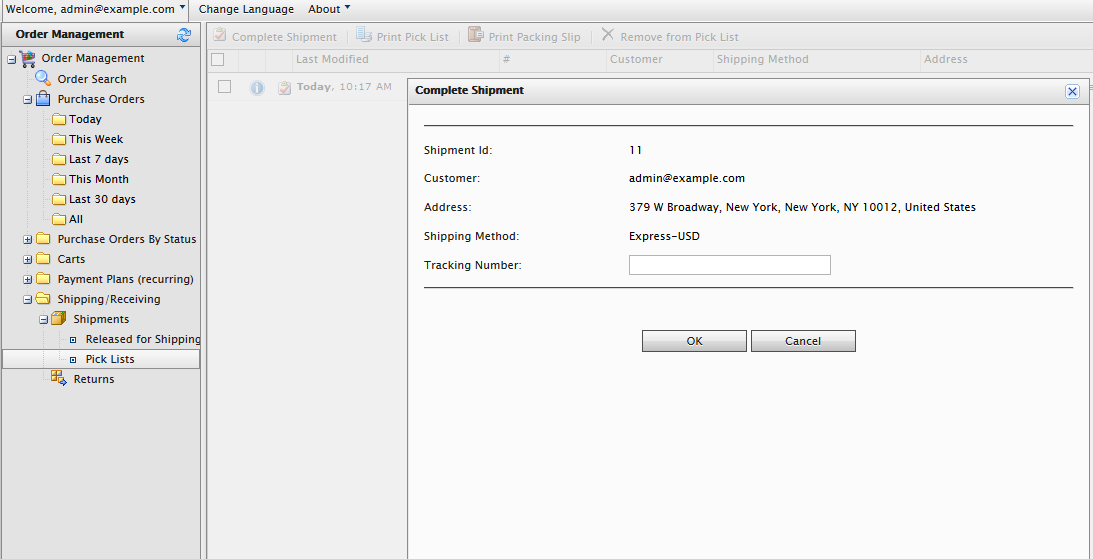 Welcome, admin@example.com Change Language About
Order Management
Complete Shipment Print Pick List Print Packing Slip Remove from Pick List
Order Management
Last Modified # Customer Shipping Method Address
Order Search
Purchase Orders
Today, 10:17 AM
Complete Shipment
Today
This Week
Last 7 days
This Month
Last 30 days
All
Purchase Orders By Status
Carts
Payment Plans (recurring)
Shipping/Receiving
Shipments
Released for Shipping
Pick Lists
Returns
Shipment Id: 11
Customer: admin@example.com
Address: 379 W Broadway, New York, New York, NY 10012, United States
Shipping Method: Express-USD
Tracking Number:
OK Cancel